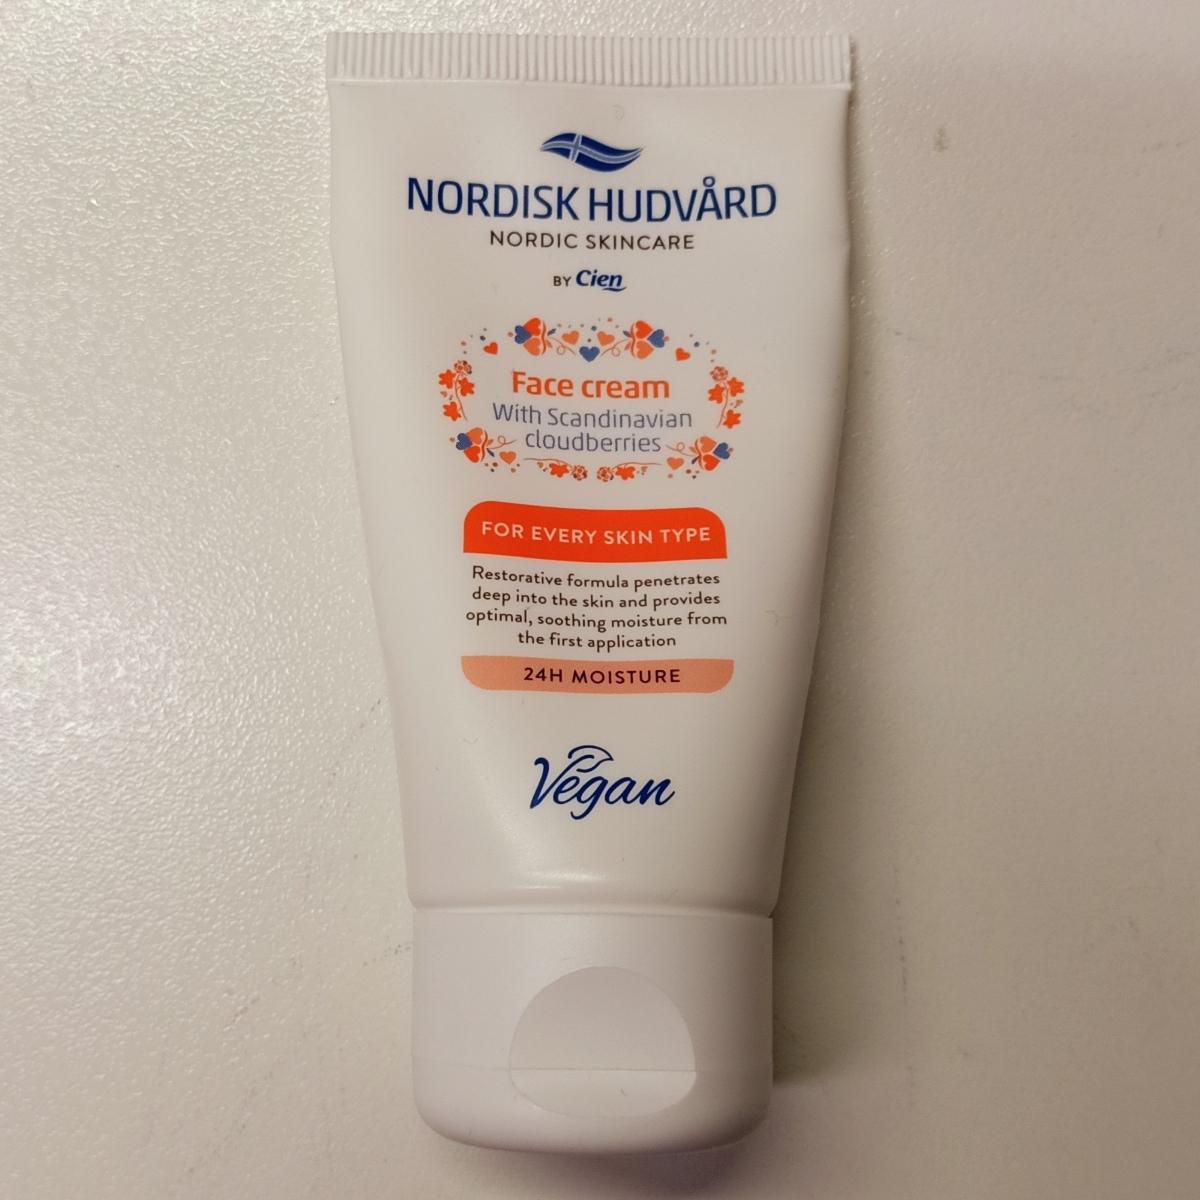 NORDISK HUDVÅRD
NORDIC SKINCARE
BY Cien
Face cream
With Scandinavian
cloudberries
FOR EVERY SKIN TYPE
Restorative formula penetrates
deep into the skin and provides
optimal, soothing moisture from
the first application
24H MOISTURE
Vegan